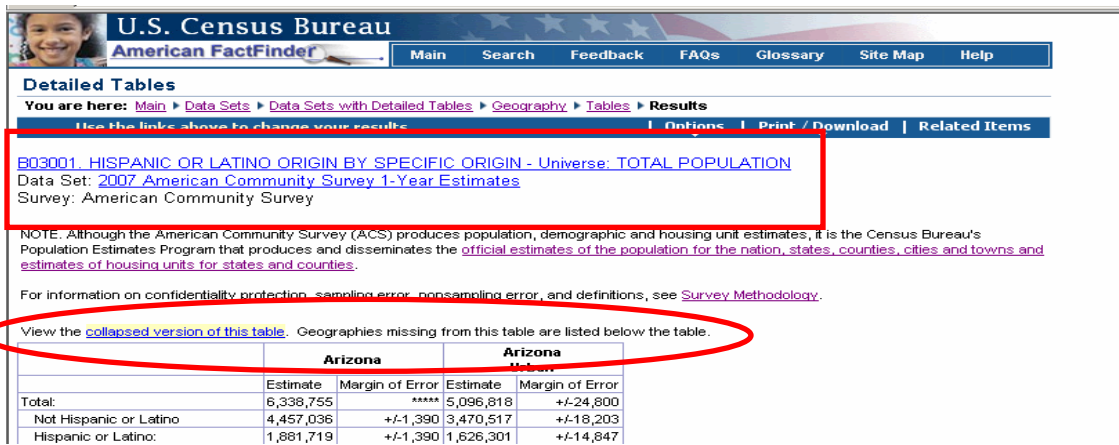 U.S. Census Bureau
American FactFinder
Main Search Feedback FAQs Glossary Site Map Help
Detailed Tables
You are here: Main ▶ Data Sets ▶ Data Sets with Detailed Tables ▶ Geography ▶ Tables ▶ Results
Use the links above to change your results | Options | Print / Download | Related Items
B03001. HISPANIC OR LATINO ORIGIN BY SPECIFIC ORIGIN - Universe: TOTAL POPULATION
Data Set: 2007 American Community Survey 1-Year Estimates
Survey: American Community Survey
NOTE. Although the American Community Survey (ACS) produces population, demographic and housing unit estimates, it is the Census Bureau's
Population Estimates Program that produces and disseminates the official estimates of the population for the nation, states, counties, cities and towns and
estimates of housing units for states and counties.
For information on confidentiality protection, sampling error, nonsampling error, and definitions, see Survey Methodology.
View the collapsed version of this table. Geographies missing from this table are listed below the table.
Arizona Arizona
Urban
Estimate Margin of Error Estimate Margin of Error
Total: 6,338,755 ***** 5,096,818 +/-24,800
Not Hispanic or Latino 4,457,036 +/-1,390 3,470,517 +/-18,203
Hispanic or Latino: 1,881,719 +/-1,390 1,626,301 +/-14,847